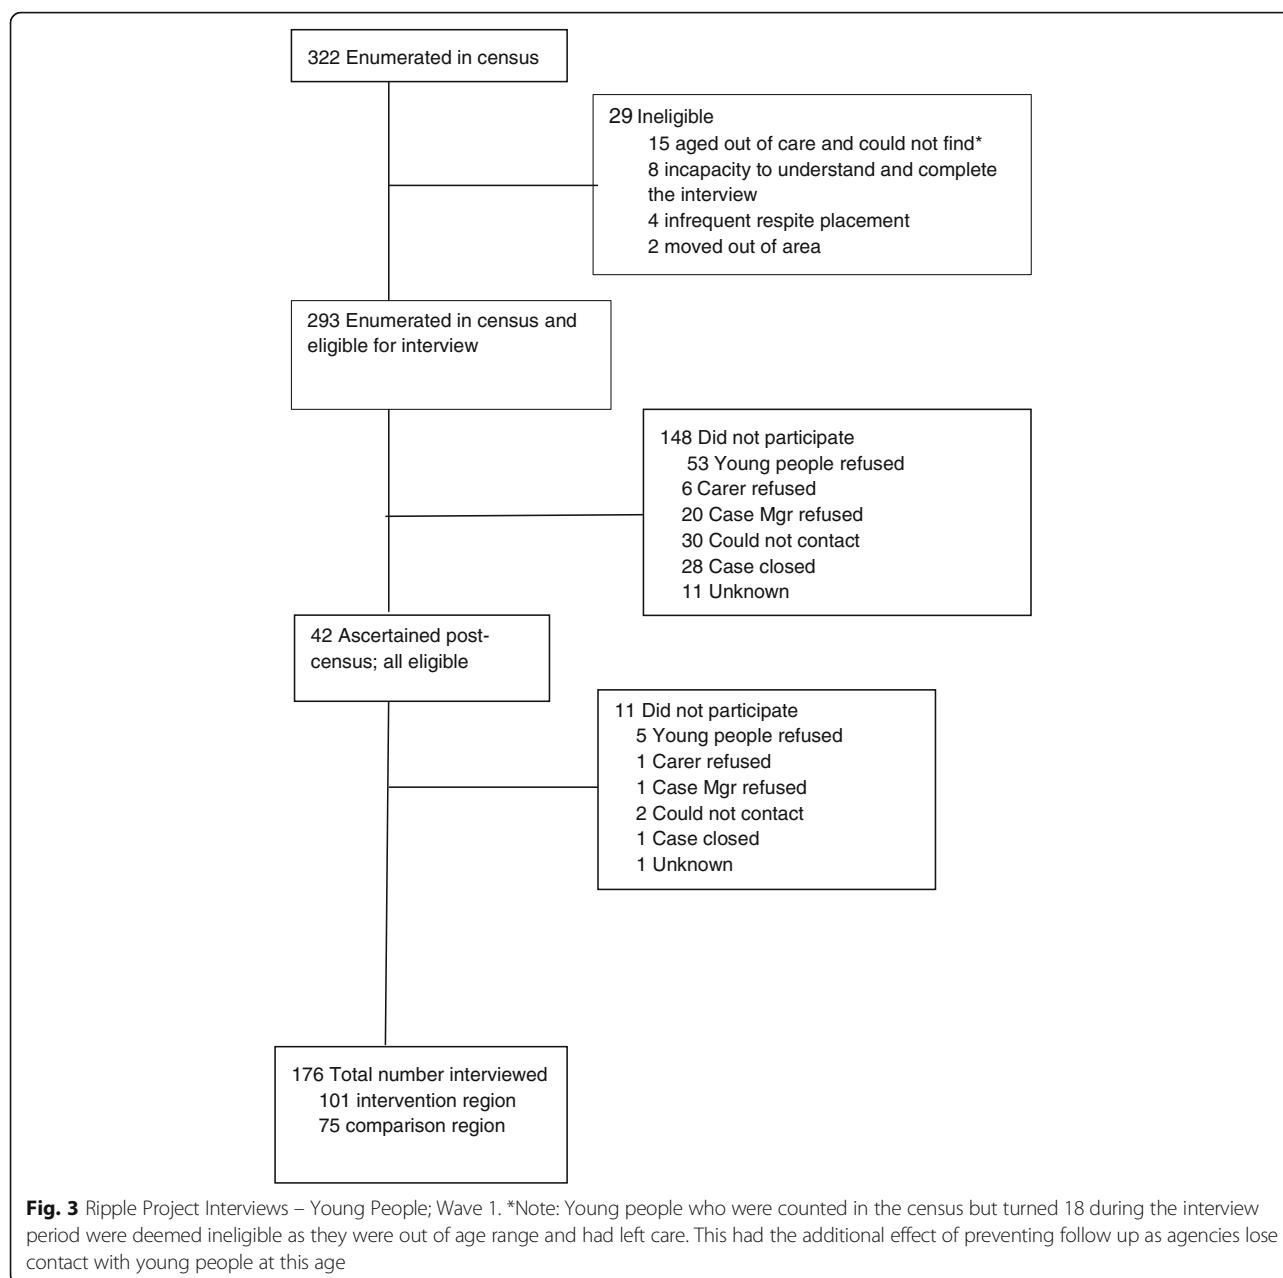 322 Enumerated in census
29 Ineligible
15 aged out of care and could not find*
8 incapacity to understand and complete
the interview
4 infrequent respite placement
2 moved out of area
293 Enumerated in census and
eligible for interview
148 Did not participate
53 Young people refused
6 Carer refused
20 Case Mgr refused
30 Could not contact
28 Case closed
11 Unknown
42 Ascertained post-
census; all eligible
11 Did not participate
5 Young people refused
1 Carer refused
1 Case Mgr refused
2 Could not contact
1 Case closed
1 Unknown
176 Total number interviewed
101 intervention region
75 comparison region
Fig. 3 Ripple Project Interviews – Young People; Wave 1. *Note: Young people who were counted in the census but turned 18 during the interview
period were deemed ineligible as they were out of age range and had left care. This had the additional effect of preventing follow up as agencies lose
contact with young people at this age